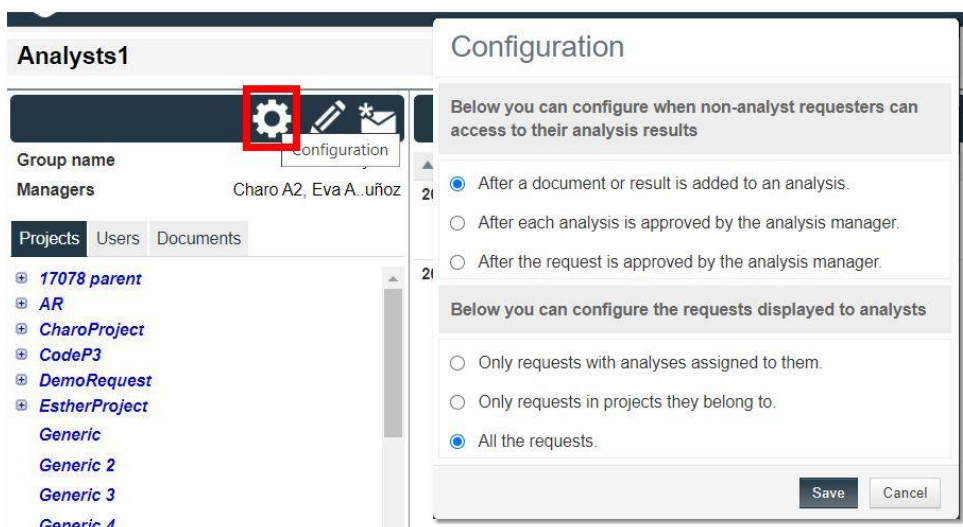 Analysts1
Configuration
Group name
Managers Charo A2, Eva A..uñoz
Projects Users Documents
17078 parent
AR
CharoProject
CodeP3
DemoRequest
EstherProject
Generic
Generic 2
Generic 3
Generic 4
20
20
Configuration
Below you can configure when non-analyst requesters can
access to their analysis results
After a document or result is added to an analysis.
After each analysis is approved by the analysis manager.
After the request is approved by the analysis manager.
Below you can configure the requests displayed to analysts
Only requests with analyses assigned to them.
Only requests in projects they belong to.
All the requests.
Save Cancel